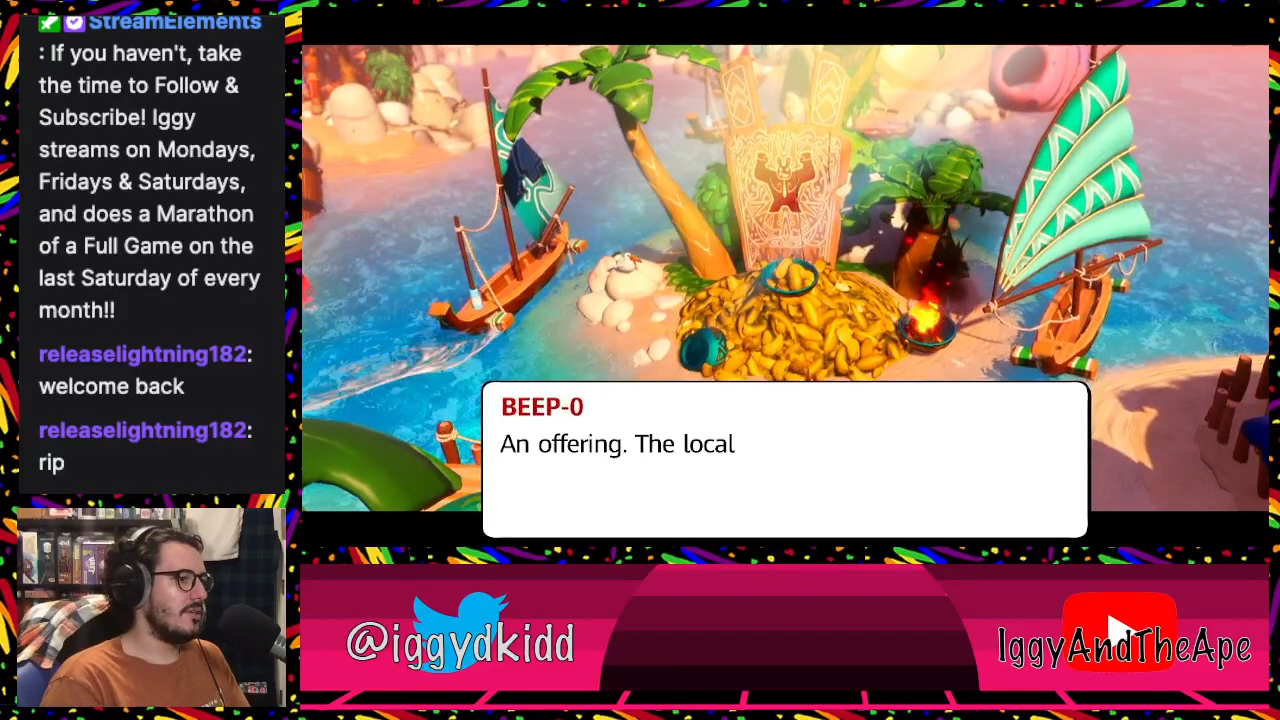 StreamElements
: If you haven't, take
the time to Follow &
Subscribe! Iggy
streams on Mondays,
Fridays & Saturdays,
and does a Marathon
of a Full Game on the
last Saturday of every
month!!
releaselightning182:
welcome back
releaselightning182:
rip
BEEP-0
An offering. The local
@iggydkidd
IggyAndTheApe